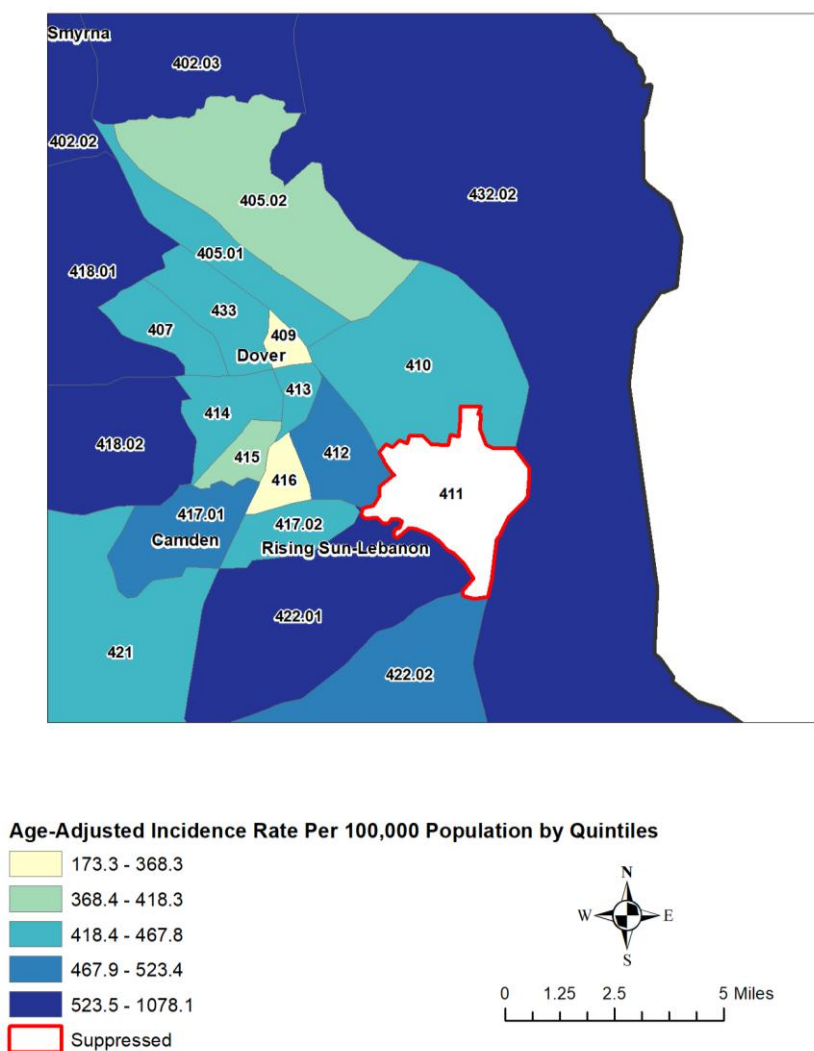 Smyrna
402.03
402.02
405.02
432.02
405.01
418.01
433
407
409
Dover
410
413
414
418.02
412
415
416
411
417.01
417.02
Camden
Rising Sun-Lebanon
422.01
421
422.02
Age-Adjusted Incidence Rate Per 100,000 Population by Quintiles
173.3 - 368.3
368.4 - 418.3
418.4 - 467.8
467.9 - 523.4
523.5 - 1078.1
Suppressed
N
W E
S
0 1.25 2.5 5 Miles